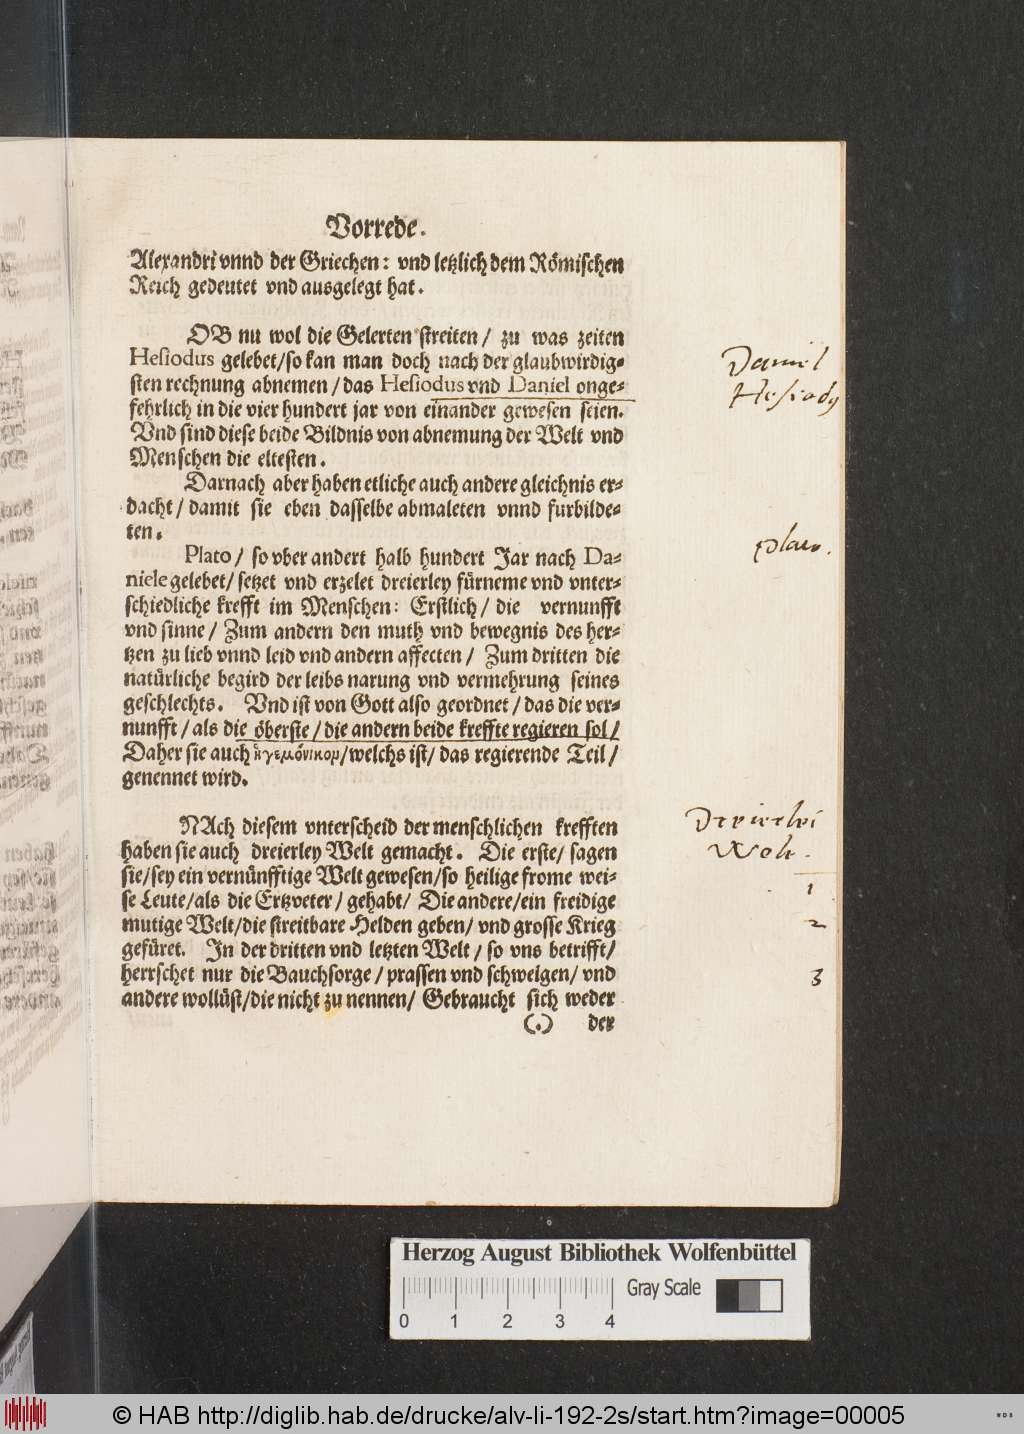 Vorrede.
Alexandri vnnd der Griechen: vnd letzlich dem Römischen
Reich gedeutet vnd ausgelegt hat.
OB nu wol die Gelerten streiten / zu was zeiten
Hesiodus gelebet/so kan man doch nach der glaubwirdig-
sten rechnung abnemen / das Hesiodus vnd Daniel onge-
fehrlich in die vier hundert jar von einander gewesen seien.
Vnd sind diese beide Bildnis von abnemung der Welt vnd
Menschen die eltesten.
Darnach aber haben etliche auch andere gleichnis er-
dacht / damit sie eben dasselbe abmaleten vnnd furbilde-
ten.
Plato / so vber andert halb hundert Jar nach Da-
niele gelebet/ setzet vnd erzelet dreierley fürneme vnd vnter-
schiedliche krefft im Menschen: Erstlich / die vernunfft
vnd sinne / Zum andern den muth vnd bewegnis des her-
tzen zu lieb vnnd leid vnd andern affecten / Zum dritten die
natürliche begird der leibs narung vnd vermehrung seines
geschlechts. Vnd ist von Gott also geordnet / das die ver-
nunfft / als die öberste / die andern beide kreffte regieren sol /
Daher sie auch ἡγεμόνικον/welchs ist/ das regierende Teil /
genennet wird.
NAch diesem vnterscheid der menschlichen krefften
haben sie auch dreierley Welt gemacht. Die erste/ sagen
sie/sey ein vernünfftige Welt gewesen/so heilige frome wei-
se Leute/als die Ertzveter / gehabt/ Die andere/ein freidige
mutige Welt/die streitbare Helden geben/ vnd grosse Krieg
gefüret. In der dritten vnd letzten Welt / so vns betrifft/
herrschet nur die Bauchsorge / prassen vnd schwelgen/ vnd
andere wollüst/die nicht zu nennen/ Gebraucht sich weder
(.) der
Daniel
Hesiodus
plato.
Dreierlei
Welt.
1
2
3
Herzog August Bibliothek Wolfenbüttel
Gray Scale
0 1 2 3 4
© HAB http://diglib.hab.de/drucke/alv-li-192-2s/start.htm?image=00005